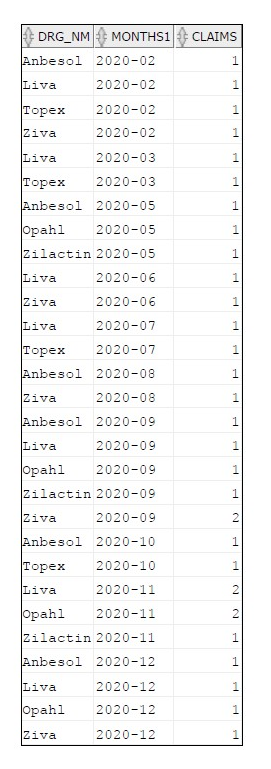 DRG_NM MONTHS1 CLAIMS
Anbesol 2020-02 1
Liva 2020-02 1
Topex 2020-02 1
Ziva 2020-02 1
Liva 2020-03 1
Topex 2020-03 1
Anbesol 2020-05 1
Opahl 2020-05 1
Zilactin 2020-05 1
Liva 2020-06 1
Ziva 2020-06 1
Liva 2020-07 1
Topex 2020-07 1
Anbesol 2020-08 1
Ziva 2020-08 1
Anbesol 2020-09 1
Liva 2020-09 1
Opahl 2020-09 1
Zilactin 2020-09 1
Ziva 2020-09 2
Anbesol 2020-10 1
Topex 2020-10 1
Liva 2020-11 2
Opahl 2020-11 2
Zilactin 2020-11 1
Anbesol 2020-12 1
Liva 2020-12 1
Opahl 2020-12 1
Ziva 2020-12 1